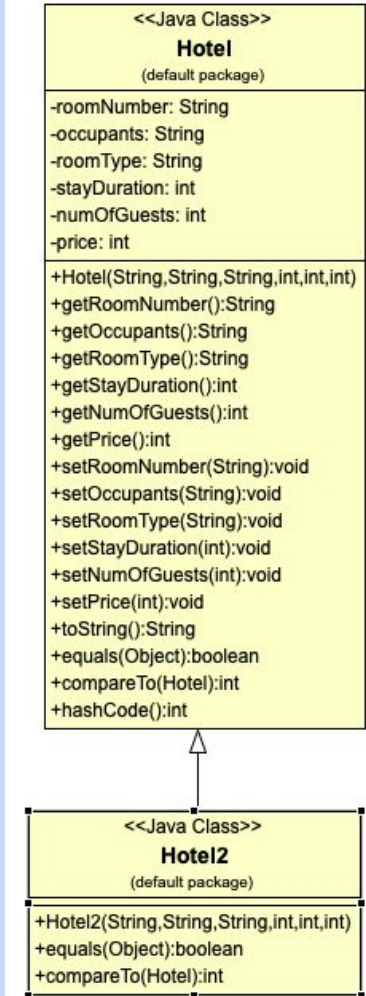 <<Java Class>>
Hotel
(default package)
-roomNumber: String
-occupants: String
-roomType: String
-stayDuration: int
-numOfGuests: int
-price: int
+Hotel(String,String,String,int,int,int)
+getRoomNumber():String
+getOccupants():String
+getRoomType():String
+getStayDuration():int
+getNumOfGuests():int
+getPrice():int
+setRoomNumber(String):void
+setOccupants(String):void
+setRoomType(String):void
+setStayDuration(int):void
+setNumOfGuests(int):void
+setPrice(int):void
+toString():String
+equals(Object):boolean
+compareTo(Hotel):int
+hashCode():int
<<Java Class>>
Hotel2
(default package)
+Hotel2(String,String,String,int,int,int)
+equals(Object):boolean
+compareTo(Hotel):int